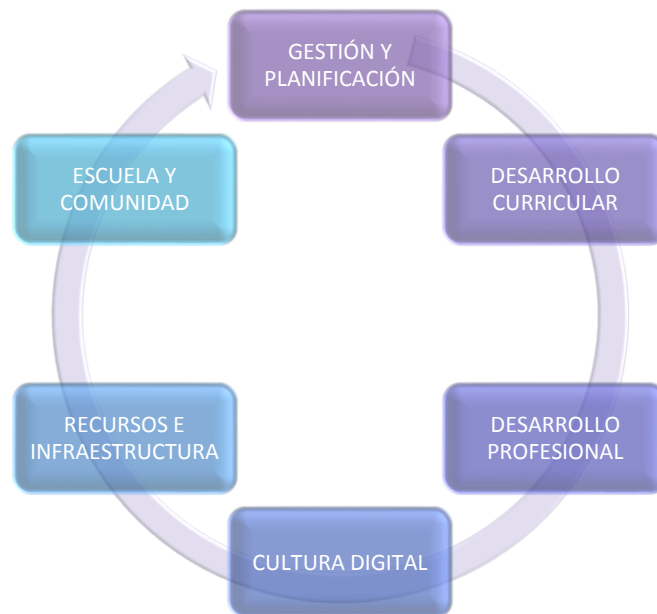 GESTIÓN Y
PLANIFICACIÓN
DESARROLLO
CURRICULAR
DESARROLLO
PROFESIONAL
CULTURA DIGITAL
RECURSOS E
INFRAESTRUCTURA
ESCUELA Y
COMUNIDAD